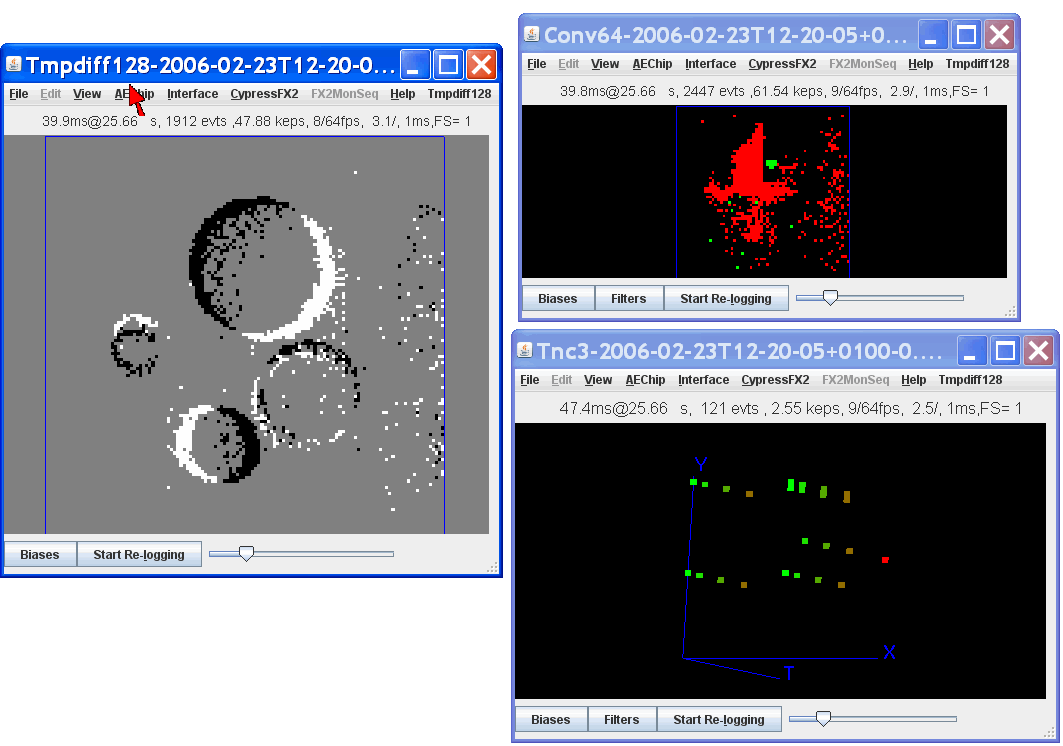 Tmpdiff128-2006-02-23T12-20-0...
File Edit View AEChip Interface CypressFX2 FX2MonSeq Help Tmpdiff128
39.9ms@25.66 s, 1912 evts ,47.88 keps, 8/64fps, 3.1/, 1ms,FS= 1
Biases Start Re-logging
Conv64-2006-02-23T12-20-05+0...
File Edit View AEChip Interface CypressFX2 FX2MonSeq Help Tmpdiff128
39.8ms@25.66 s, 2447 evts ,61.54 keps, 9/64fps, 2.9/, 1ms,FS= 1
Biases Filters Start Re-logging
Tnc3-2006-02-23T12-20-05+0100-0....
File Edit View AEChip Interface CypressFX2 FX2MonSeq Help Tmpdiff128
47.4ms@25.66 s, 121 evts , 2.55 keps, 9/64fps, 2.5/, 1ms,FS= 1
Y
X
T
Biases Filters Start Re-logging